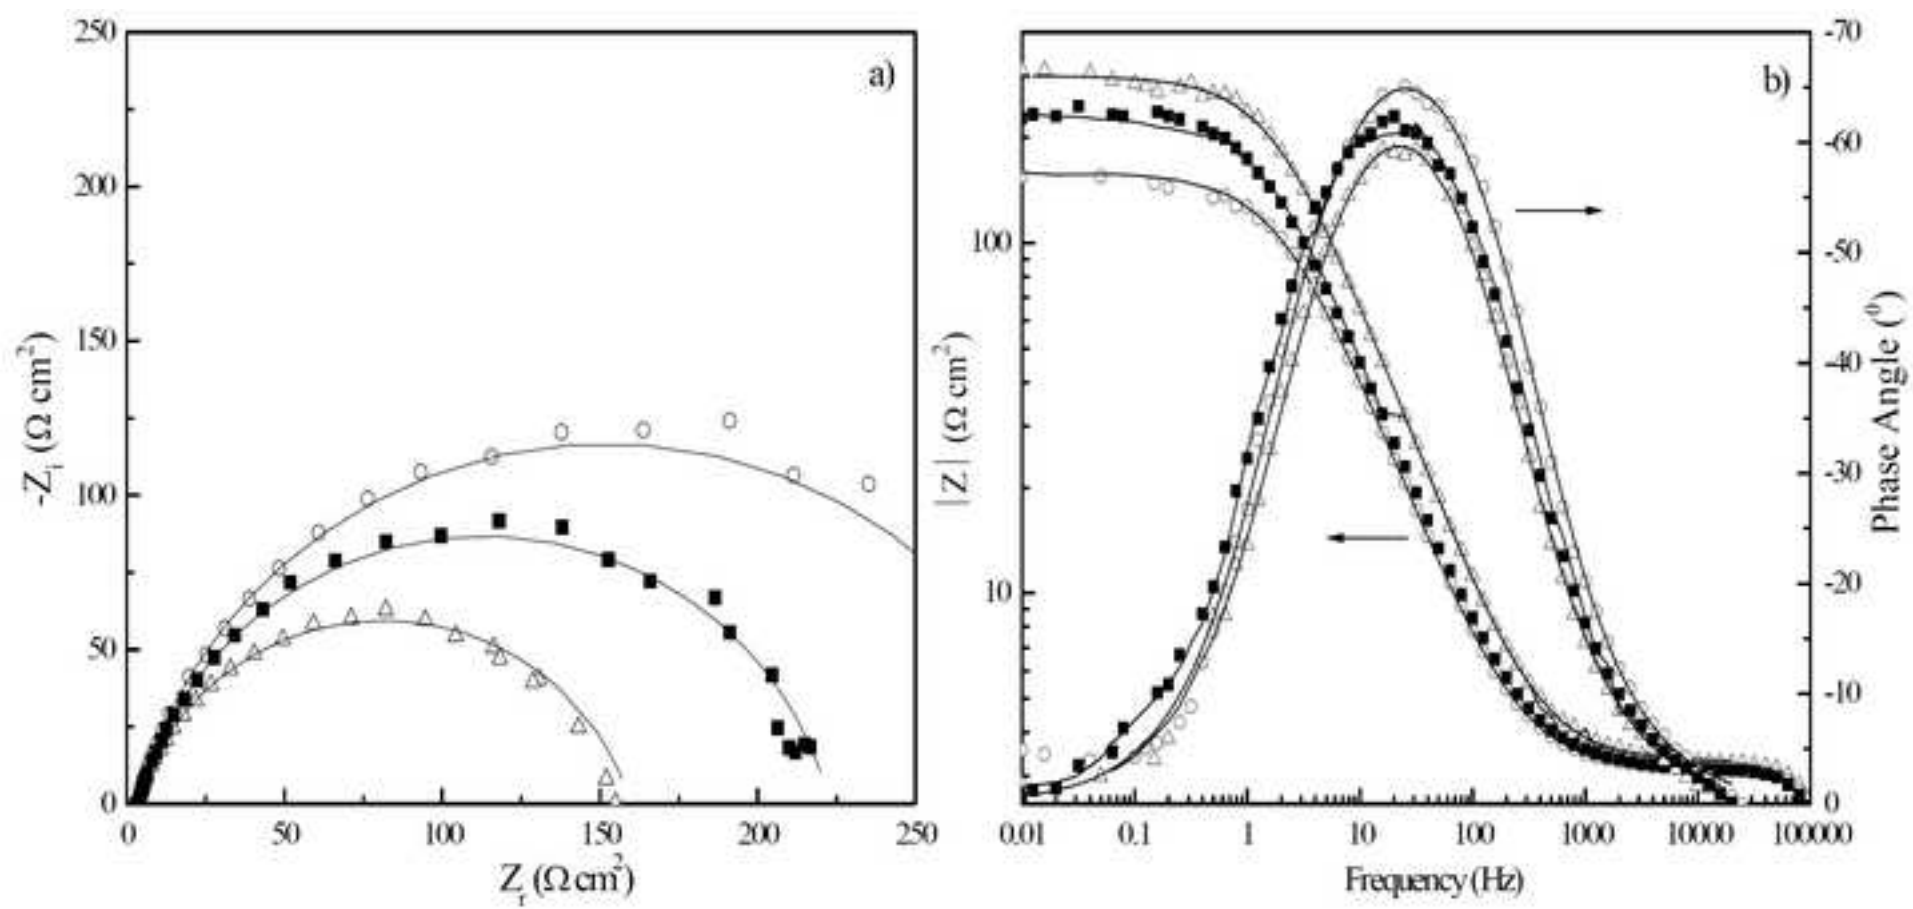 a)
250
200
150
100
50
0
-Z_i (Ω cm²)
0 50 100 150 200 250
Z_r (Ω cm²)
b)
100
10
|Z| (Ω cm²)
-70
-60
-50
-40
-30
-20
-10
0
Phase Angle (⁰)
0.01 0.1 1 10 100 1000 10000 100000
Frequency (Hz)